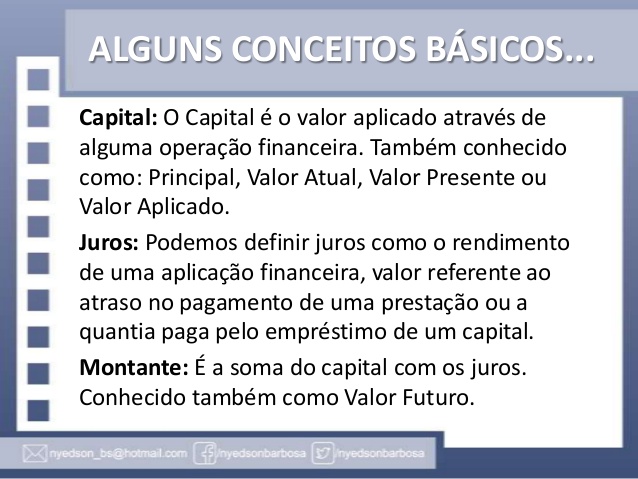 ALGUNS CONCEITOS BÁSICOS...
Capital: O Capital é o valor aplicado através de
alguma operação financeira. Também conhecido
como: Principal, Valor Atual, Valor Presente ou
Valor Aplicado.
Juros: Podemos definir juros como o rendimento
de uma aplicação financeira, valor referente ao
atraso no pagamento de uma prestação ou a
quantia paga pelo empréstimo de um capital.
Montante: É a soma do capital com os juros.
Conhecido também como Valor Futuro.
nyedson_bs@hotmail.com /nyedsonbarbosa /nyedsonbarbosa